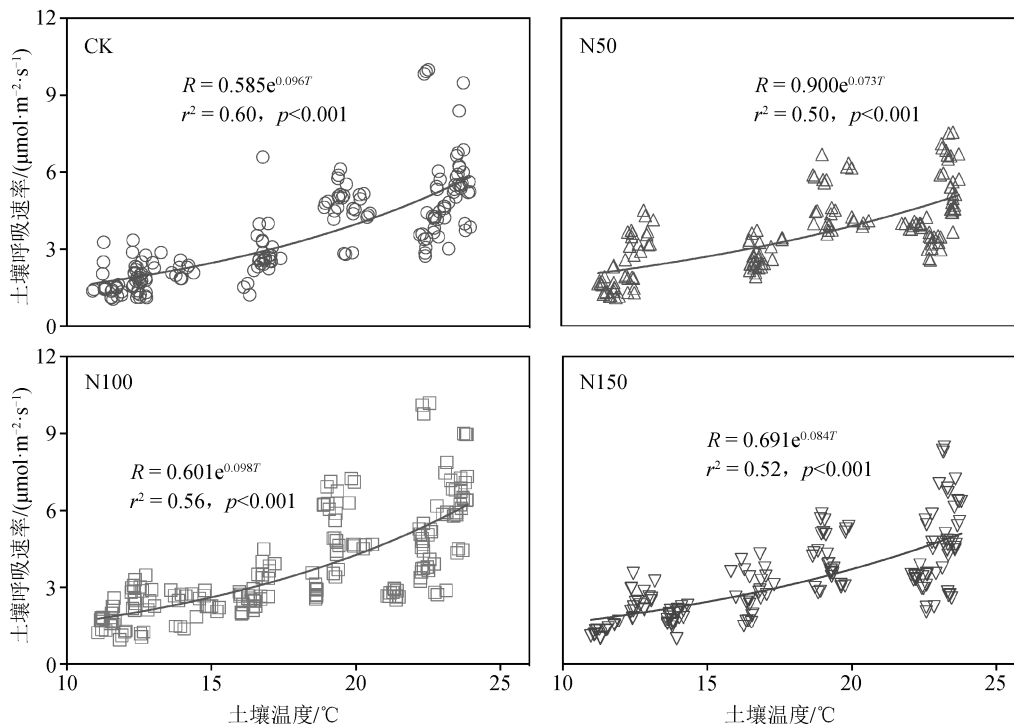 土壤呼吸速率/(μmol·m⁻²·s⁻¹)
12
9
6
3
0
CK
R = 0.585e^0.096T
r² = 0.60，p<0.001
N50
R = 0.900e^0.073T
r² = 0.50，p<0.001
土壤呼吸速率/(μmol·m⁻²·s⁻¹)
12
9
6
3
0
N100
R = 0.601e^0.098T
r² = 0.56，p<0.001
10
15
20
25
土壤温度/℃
N150
R = 0.691e^0.084T
r² = 0.52，p<0.001
15
20
25
土壤温度/℃